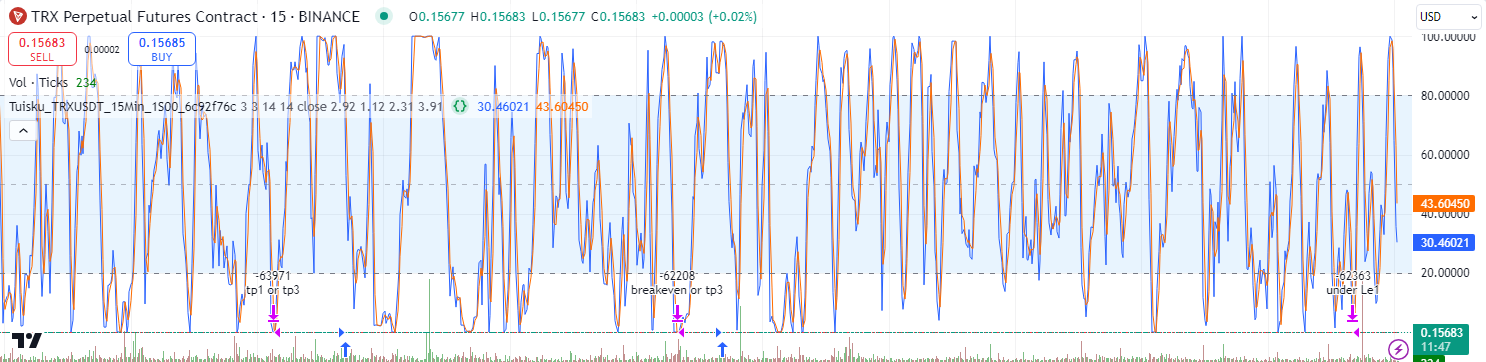 TRX Perpetual Futures Contract · 15 · BINANCE O0.15677 H0.15683 L0.15677 C0.15683 +0.00003 (+0.02%)
USD
0.15683 SELL
0.00002
0.15685 BUY
Vol · Ticks 234
Tuisku_TRXUSDT_15Min_1S00_6c92f76c 3 3 14 14 close 2.92 1.12 2.31 3.91 {} 30.46021 43.60450
100.00000
80.00000
60.00000
43.60450
40.00000
30.46021
20.00000
-63971
tp1 or tp3
-62208
breakeven or tp3
-62363
under Le1
0.15683
11:47
234